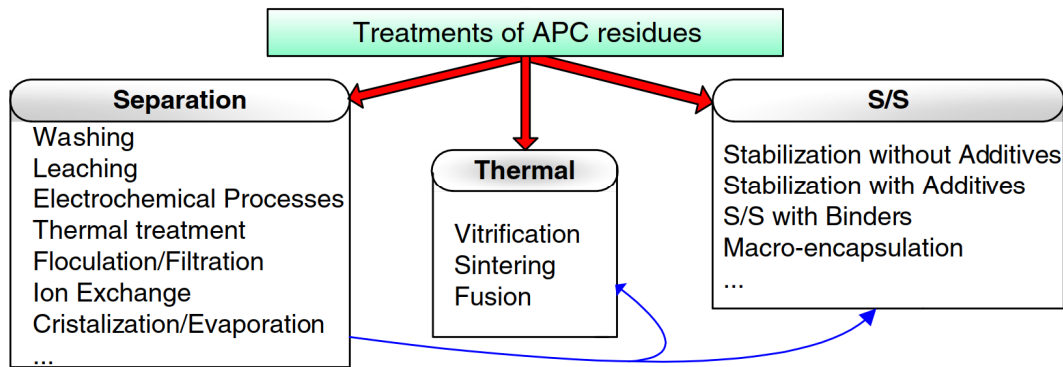 Treatments of APC residues
Separation
Washing
Leaching
Electrochemical Processes
Thermal treatment
Floculation/Filtration
Ion Exchange
Cristalization/Evaporation
...
Thermal
Vitrification
Sintering
Fusion
S/S
Stabilization without Additives
Stabilization with Additives
S/S with Binders
Macro-encapsulation
...